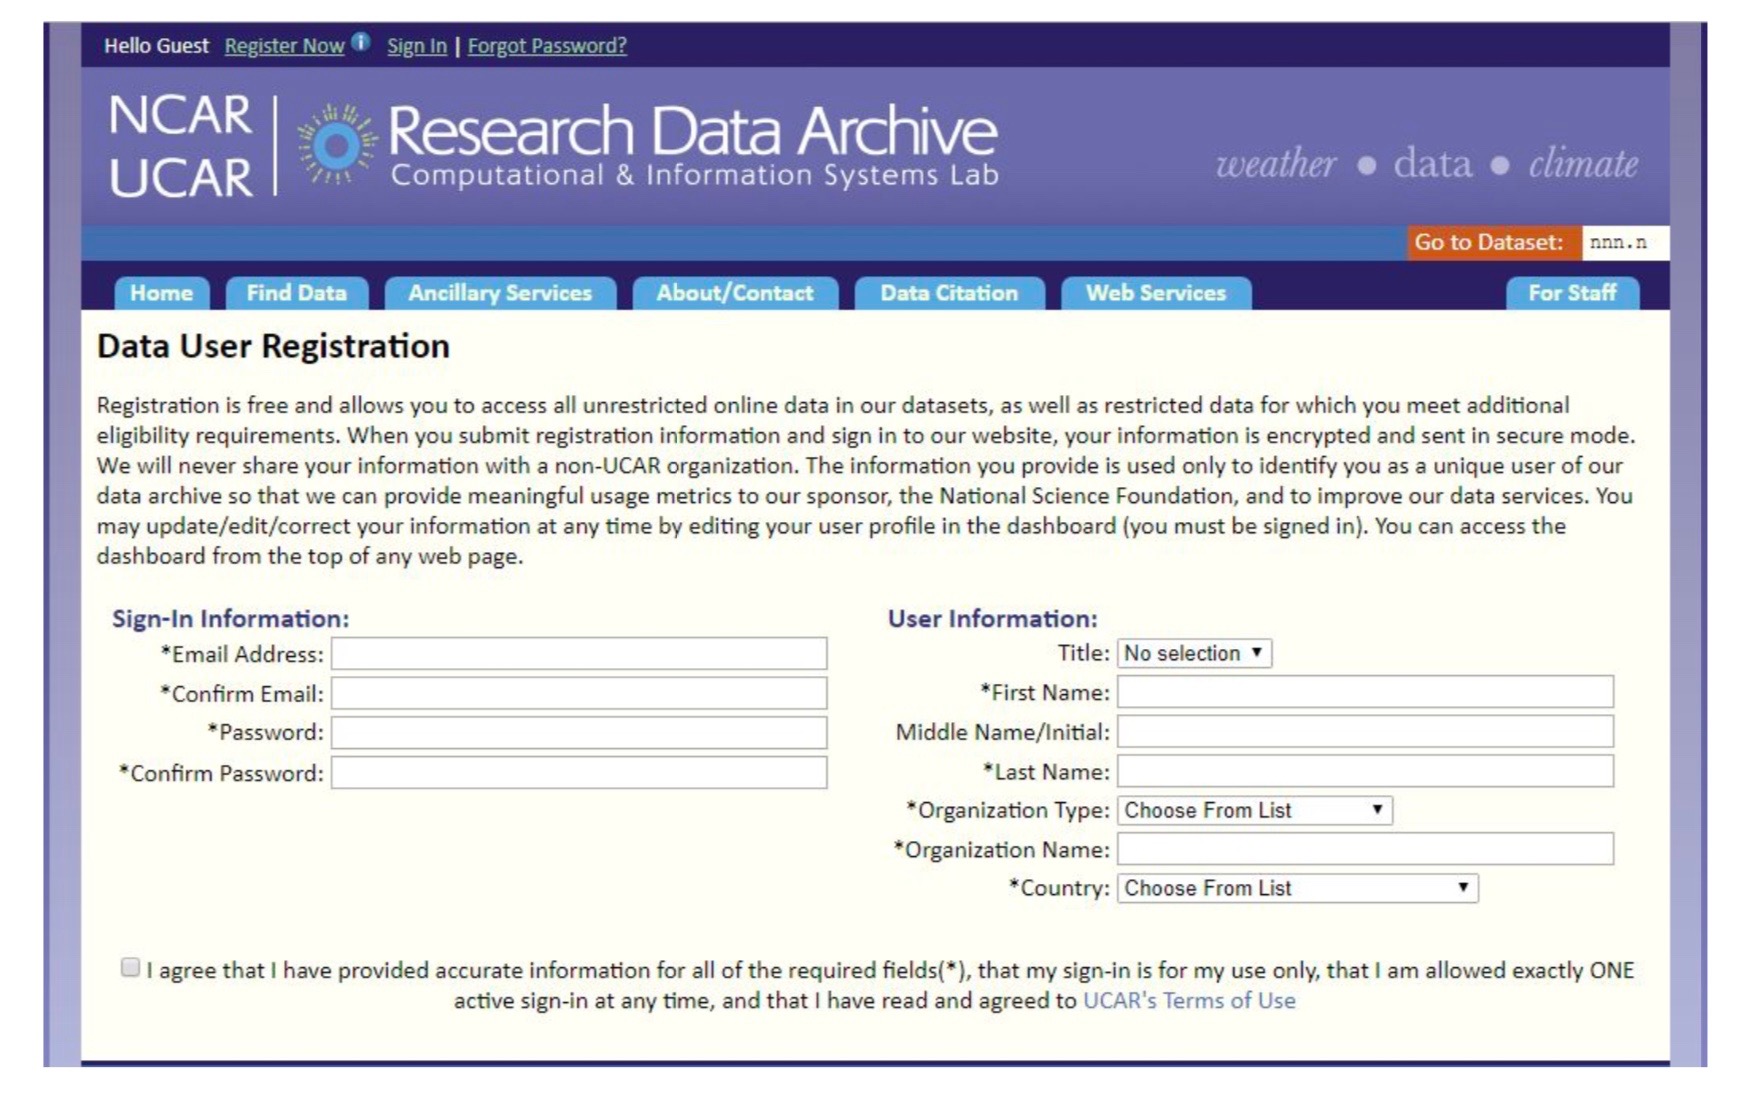 Hello Guest Register Now i Sign In | Forgot Password?
NCAR
UCAR
Research Data Archive
Computational & Information Systems Lab
weather • data • climate
Go to Dataset: nnn.n
Home Find Data Ancillary Services About/Contact Data Citation Web Services For Staff
Data User Registration
Registration is free and allows you to access all unrestricted online data in our datasets, as well as restricted data for which you meet additional
eligibility requirements. When you submit registration information and sign in to our website, your information is encrypted and sent in secure mode.
We will never share your information with a non-UCAR organization. The information you provide is used only to identify you as a unique user of our
data archive so that we can provide meaningful usage metrics to our sponsor, the National Science Foundation, and to improve our data services. You
may update/edit/correct your information at any time by editing your user profile in the dashboard (you must be signed in). You can access the
dashboard from the top of any web page.
Sign-In Information:
*Email Address:
*Confirm Email:
*Password:
*Confirm Password:
User Information:
Title: No selection
*First Name:
Middle Name/Initial:
*Last Name:
*Organization Type: Choose From List
*Organization Name:
*Country: Choose From List
I agree that I have provided accurate information for all of the required fields(*), that my sign-in is for my use only, that I am allowed exactly ONE
active sign-in at any time, and that I have read and agreed to UCAR's Terms of Use